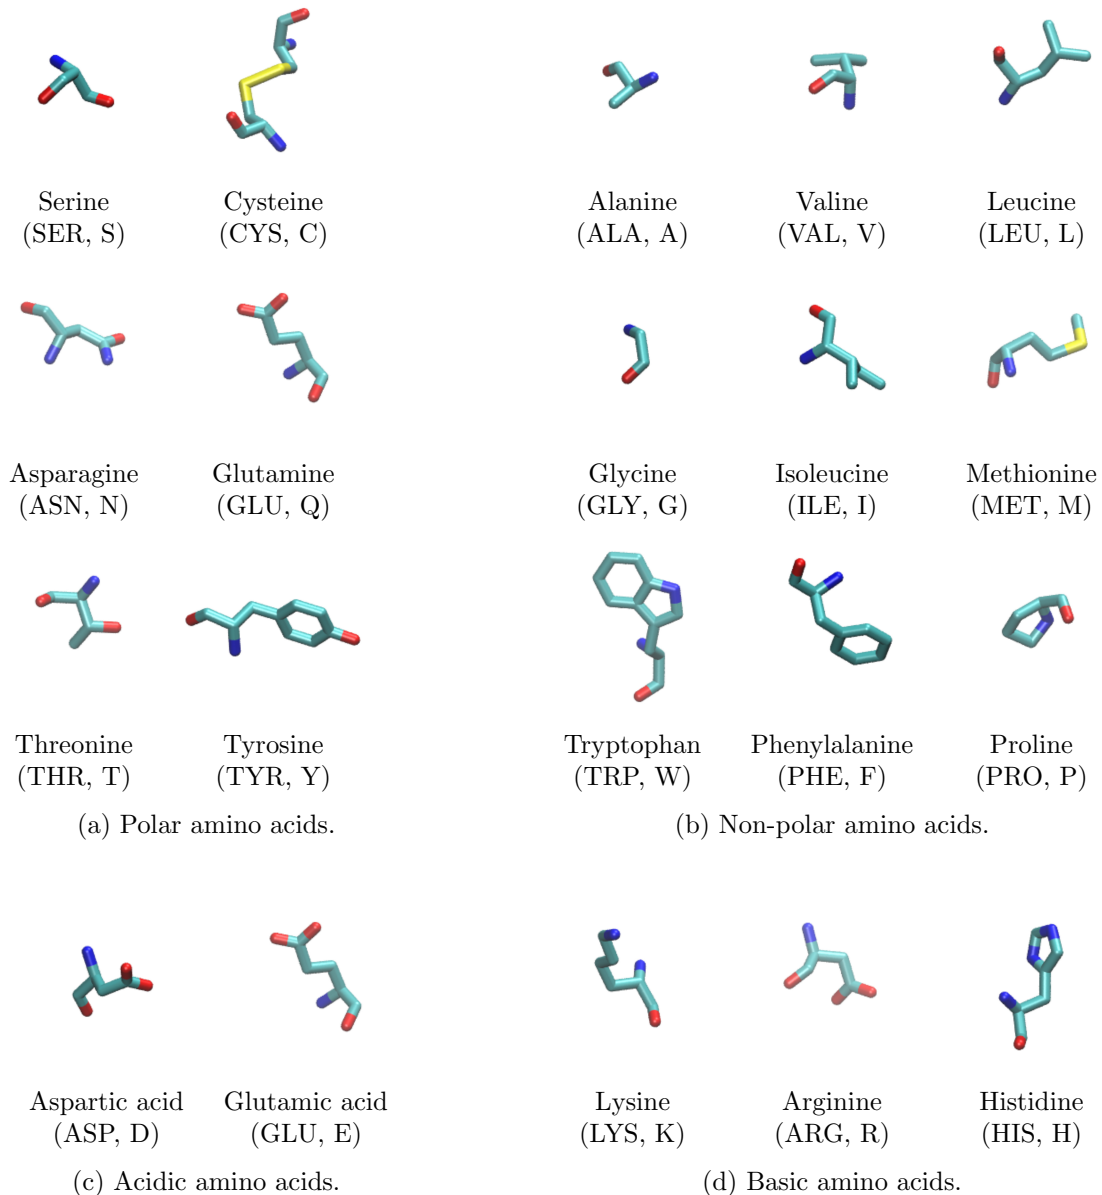 Serine
(SER, S)
Cysteine
(CYS, C)
Asparagine
(ASN, N)
Glutamine
(GLU, Q)
Threonine
(THR, T)
Tyrosine
(TYR, Y)
(a) Polar amino acids.
Alanine
(ALA, A)
Valine
(VAL, V)
Leucine
(LEU, L)
Glycine
(GLY, G)
Isoleucine
(ILE, I)
Methionine
(MET, M)
Tryptophan
(TRP, W)
Phenylalanine
(PHE, F)
Proline
(PRO, P)
(b) Non-polar amino acids.
Aspartic acid
(ASP, D)
Glutamic acid
(GLU, E)
(c) Acidic amino acids.
Lysine
(LYS, K)
Arginine
(ARG, R)
Histidine
(HIS, H)
(d) Basic amino acids.